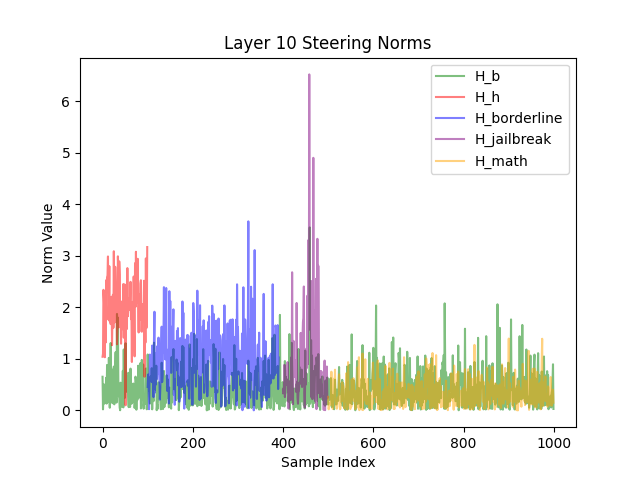 Layer 10 Steering Norms
H_b
H_h
H_borderline
H_jailbreak
H_math
Norm Value
6
5
4
3
2
1
0
0 200 400 600 800 1000
Sample Index